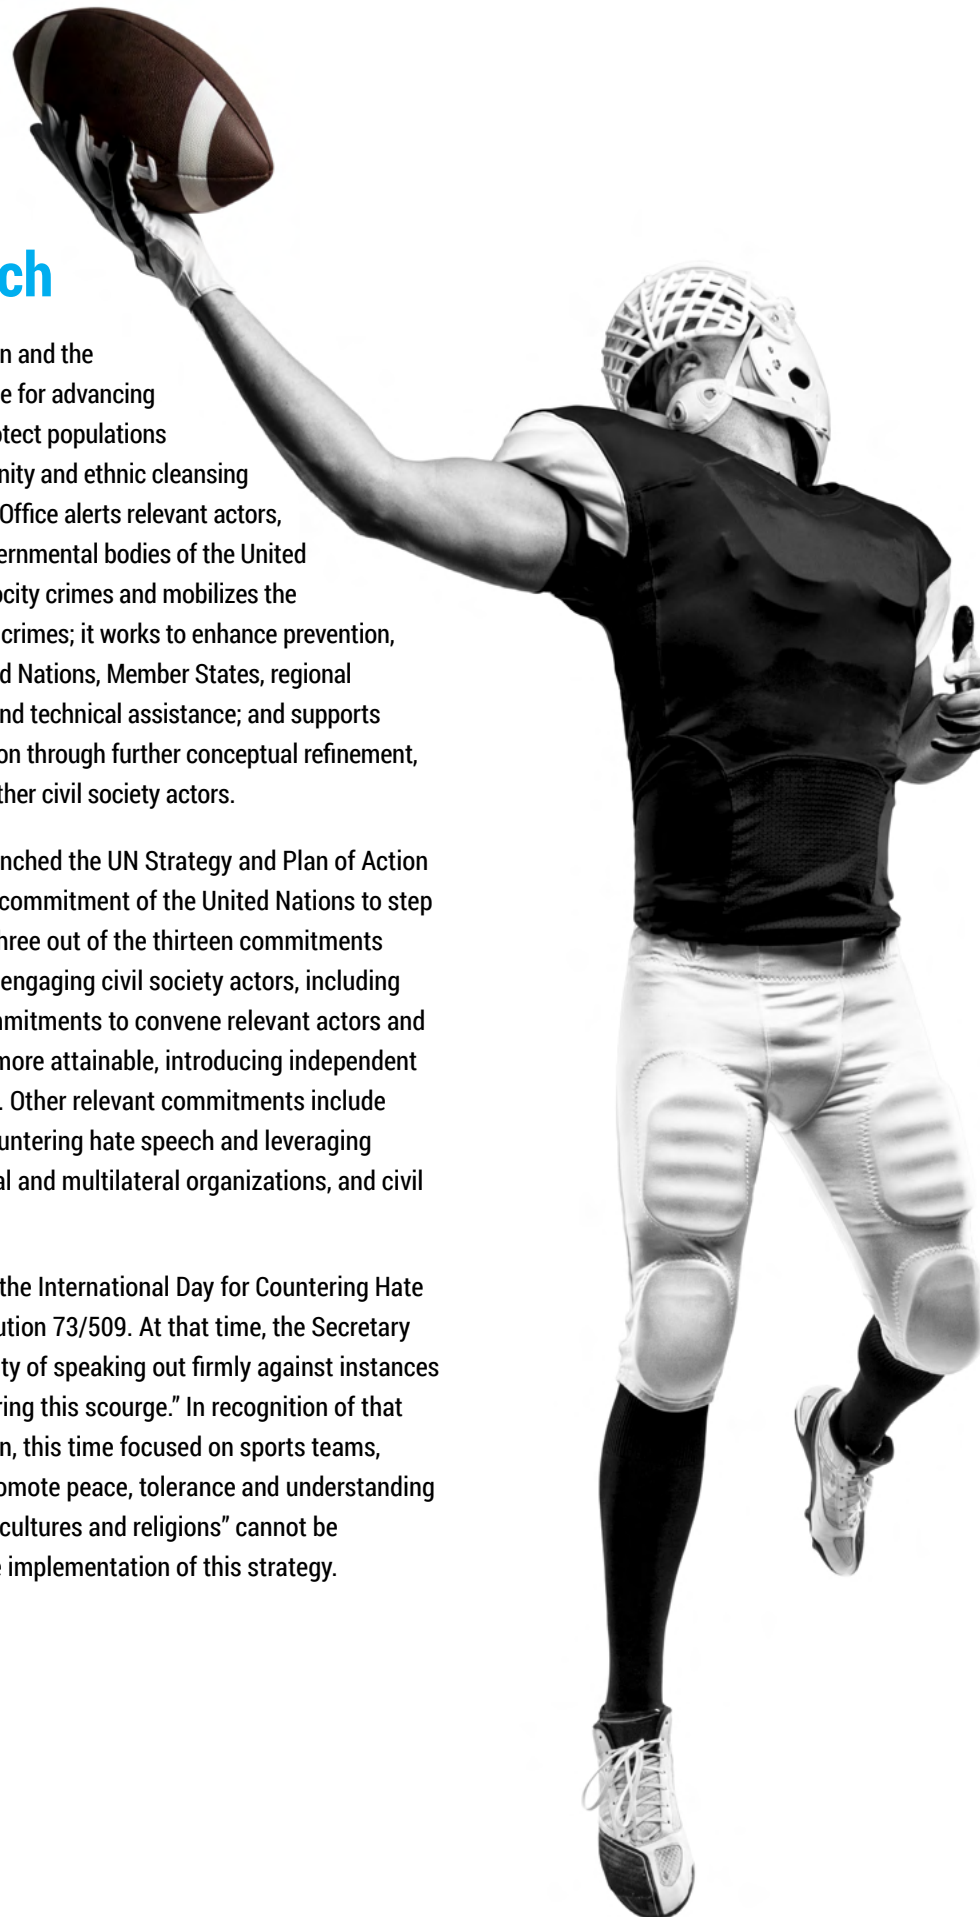 ch
n and the
e for advancing
otect populations
nity and ethnic cleansing
Office alerts relevant actors,
ernmental bodies of the United
ocity crimes and mobilizes the
crimes; it works to enhance prevention,
d Nations, Member States, regional
nd technical assistance; and supports
on through further conceptual refinement,
ther civil society actors.
nched the UN Strategy and Plan of Action
commitment of the United Nations to step
hree out of the thirteen commitments
engaging civil society actors, including
mmitments to convene relevant actors and
more attainable, introducing independent
. Other relevant commitments include
untering hate speech and leveraging
al and multilateral organizations, and civil
the International Day for Countering Hate
ution 73/509. At that time, the Secretary
ty of speaking out firmly against instances
ring this scourge.” In recognition of that
n, this time focused on sports teams,
omote peace, tolerance and understanding
cultures and religions” cannot be
e implementation of this strategy.